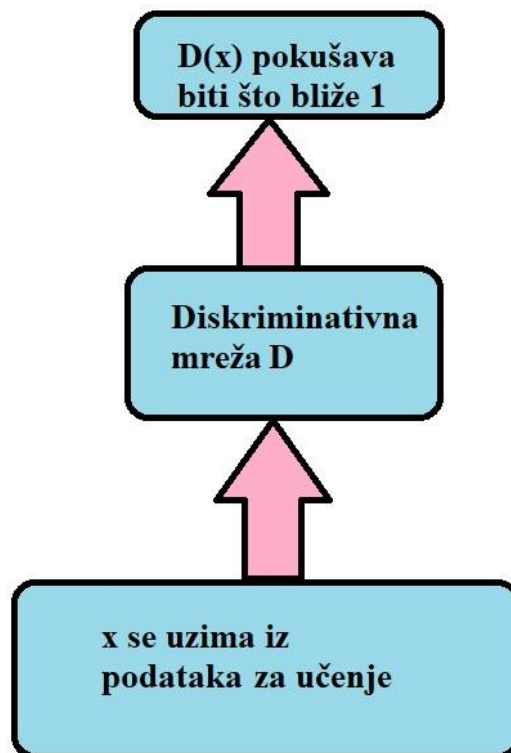 D(x) pokušava
biti što bliže 1
Diskriminativna
mreža D
x se uzima iz
podataka za učenje